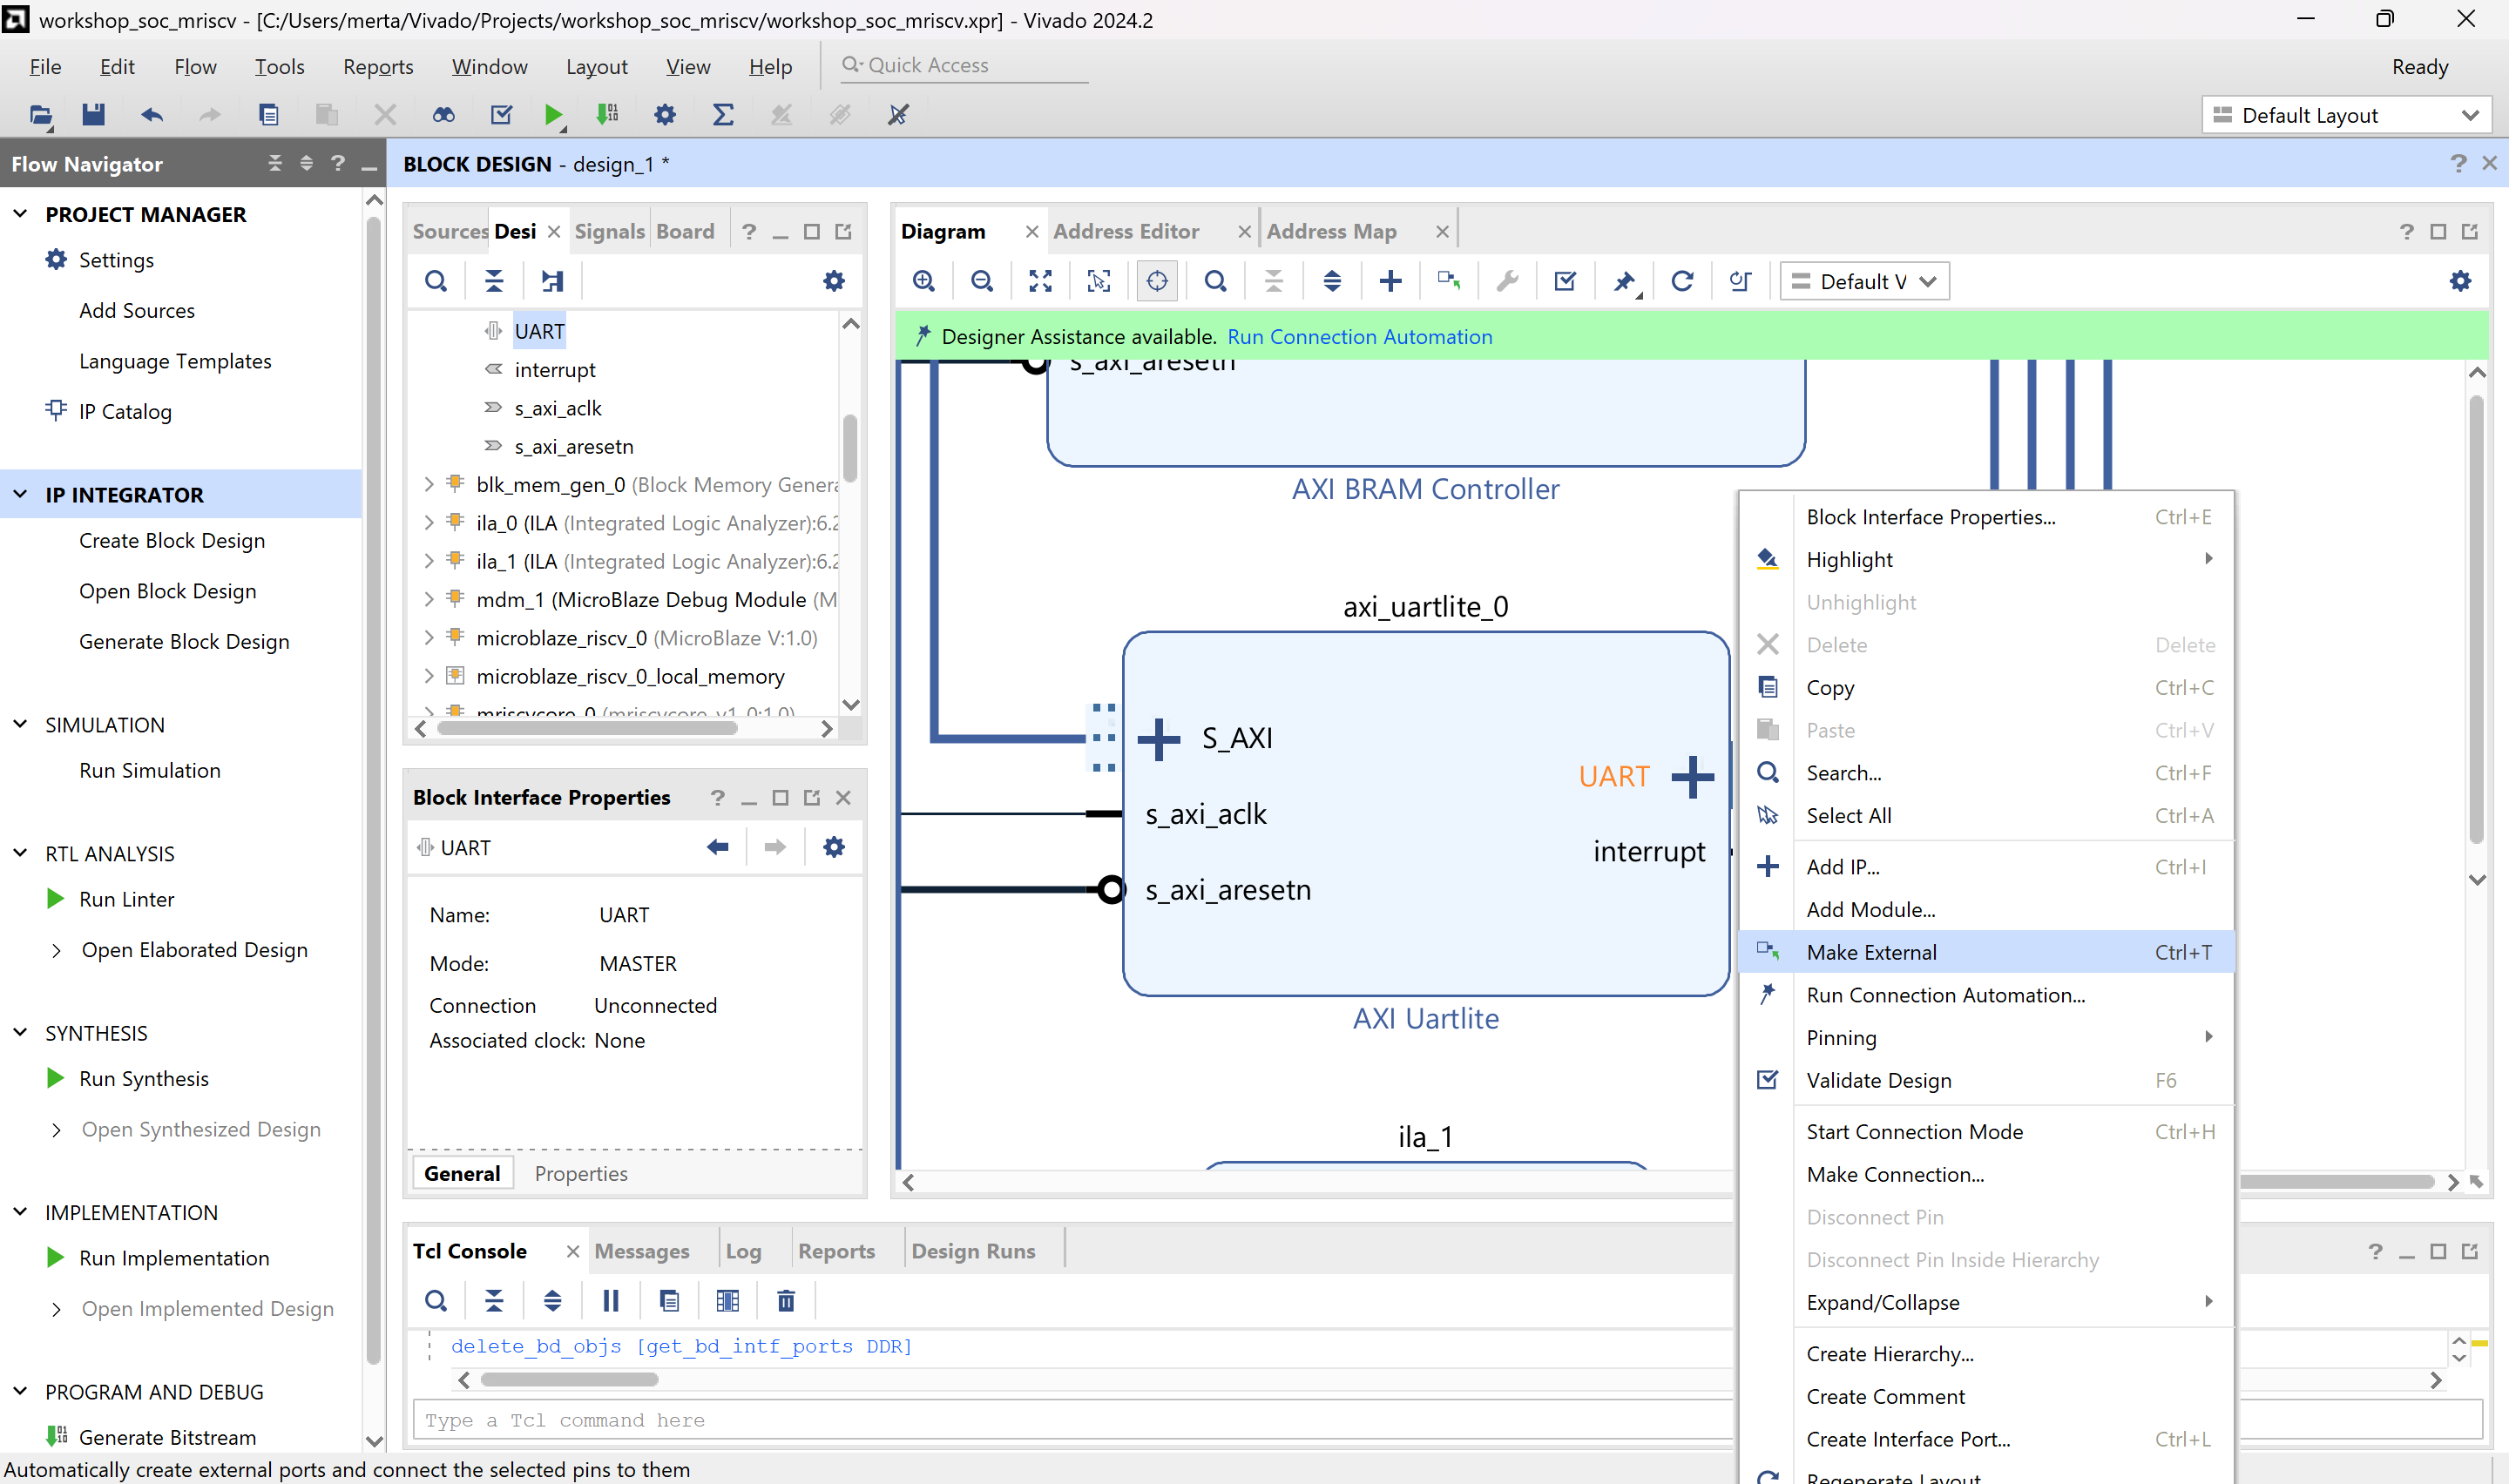 workshop_soc_mriscv - [C:/Users/merta/Vivado/Projects/workshop_soc_mriscv/workshop_soc_mriscv.xpr] - Vivado 2024.2
File Edit Flow Tools Reports Window Layout View Help Quick Access Ready
Default Layout
Flow Navigator
PROJECT MANAGER
Settings
Add Sources
Language Templates
IP Catalog
IP INTEGRATOR
Create Block Design
Open Block Design
Generate Block Design
SIMULATION
Run Simulation
RTL ANALYSIS
Run Linter
Open Elaborated Design
SYNTHESIS
Run Synthesis
Open Synthesized Design
IMPLEMENTATION
Run Implementation
Open Implemented Design
PROGRAM AND DEBUG
Generate Bitstream
BLOCK DESIGN - design_1 *
Sources Desi Signals Board
UART
interrupt
s_axi_aclk
s_axi_aresetn
blk_mem_gen_0 (Block Memory Genera
ila_0 (ILA (Integrated Logic Analyzer):6.2
ila_1 (ILA (Integrated Logic Analyzer):6.2
mdm_1 (MicroBlaze Debug Module (M
microblaze_riscv_0 (MicroBlaze V:1.0)
microblaze_riscv_0_local_memory
mriscvcore_0 (mriscvcore_v1_0:1.0)
Block Interface Properties
UART
Name: UART
Mode: MASTER
Connection Unconnected
Associated clock: None
General Properties
Diagram Address Editor Address Map
Default V
Designer Assistance available. Run Connection Automation
s_axi_aresetn
AXI BRAM Controller
axi_uartlite_0
S_AXI
UART
s_axi_aclk
interrupt
s_axi_aresetn
AXI Uartlite
ila_1
Block Interface Properties... Ctrl+E
Highlight
Unhighlight
Delete Delete
Copy Ctrl+C
Paste Ctrl+V
Search... Ctrl+F
Select All Ctrl+A
Add IP... Ctrl+I
Add Module...
Make External Ctrl+T
Run Connection Automation...
Pinning
Validate Design F6
Start Connection Mode Ctrl+H
Make Connection...
Disconnect Pin
Disconnect Pin Inside Hierarchy
Expand/Collapse
Create Hierarchy...
Create Comment
Create Interface Port... Ctrl+L
Regenerate Layout
Tcl Console Messages Log Reports Design Runs
delete_bd_objs [get_bd_intf_ports DDR]
Type a Tcl command here
Automatically create external ports and connect the selected pins to them